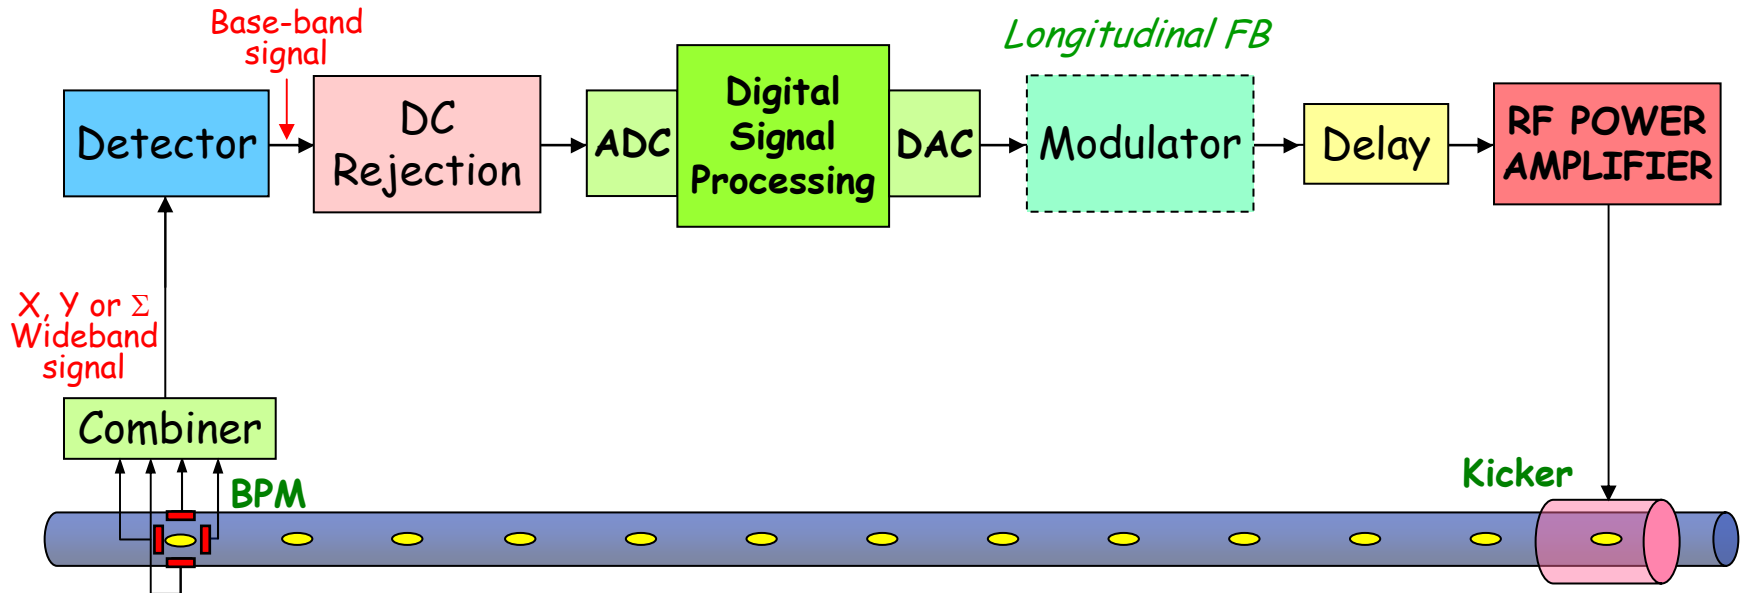 Base-band
signal
Longitudinal FB
Detector
DC
Rejection
ADC
Digital
Signal
Processing
DAC
Modulator
Delay
RF POWER
AMPLIFIER
X, Y or Σ
Wideband
signal
Combiner
BPM
Kicker